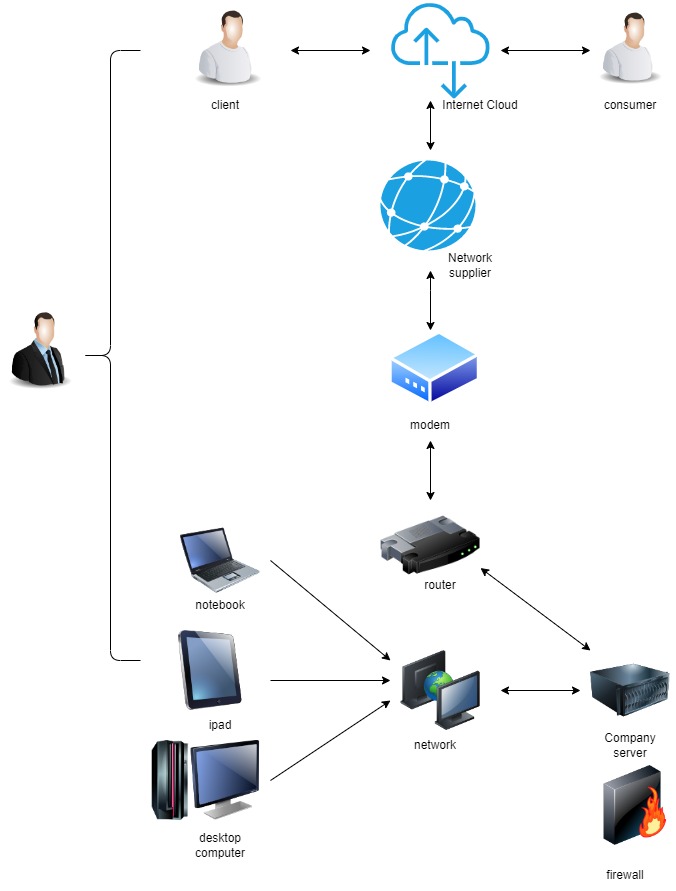 client
Internet Cloud
consumer
Network
supplier
modem
router
notebook
ipad
network
Company
server
desktop
computer
firewall